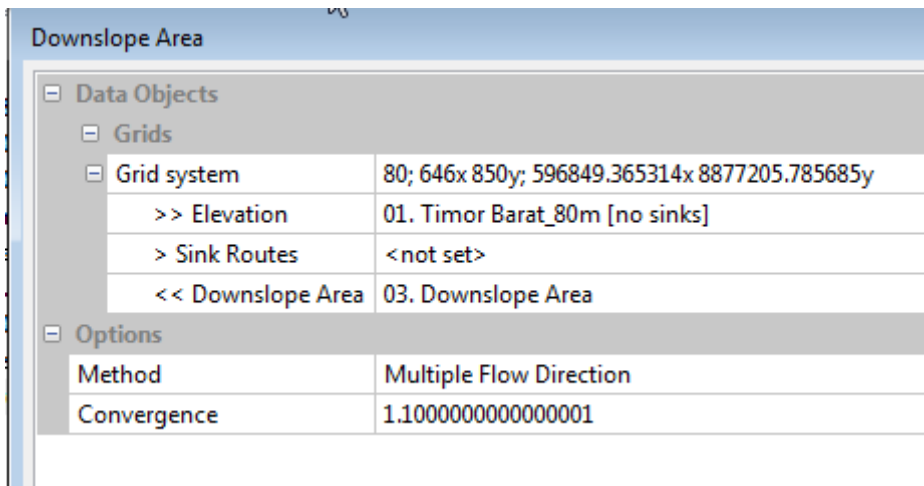 Downslope Area
Data Objects
Grids
Grid system 80; 646x 850y; 596849.365314x 8877205.785685y
>> Elevation 01. Timor Barat_80m [no sinks]
> Sink Routes <not set>
<< Downslope Area 03. Downslope Area
Options
Method Multiple Flow Direction
Convergence 1.1000000000000001